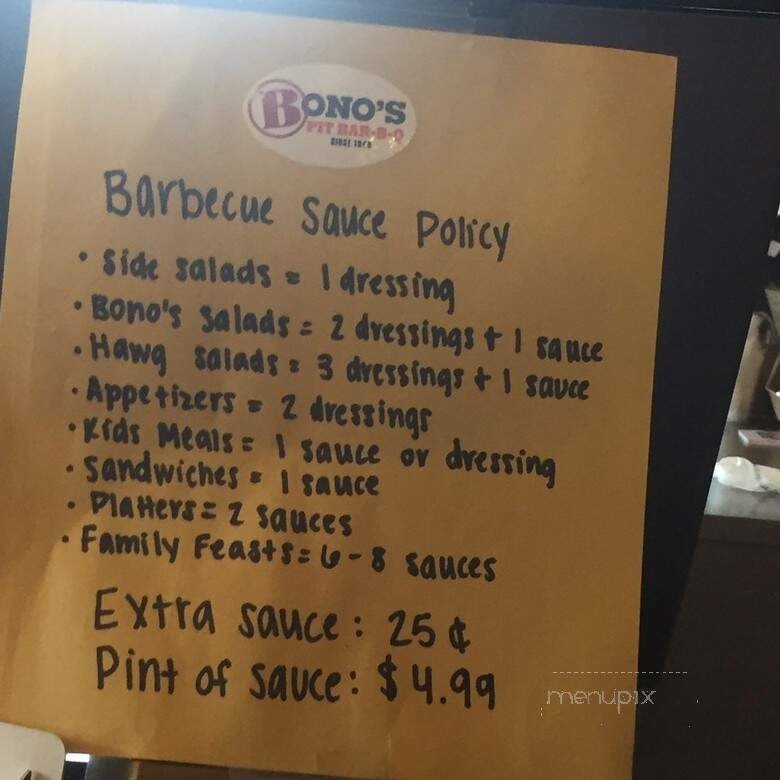 BONO'S
PIT BAR-B-Q
SINCE 1949
Barbecue Sauce Policy
• Side salads = 1 dressing
• Bono's Salads = 2 dressings + 1 sauce
• Hawg salads = 3 dressings + 1 sauce
• Appetizers = 2 dressings
• Kids Meals = 1 sauce or dressing
• Sandwiches = 1 sauce
• Platters = 2 sauces
• Family Feasts = 6-8 sauces
Extra sauce: 25¢
Pint of sauce: $4.99
menupix